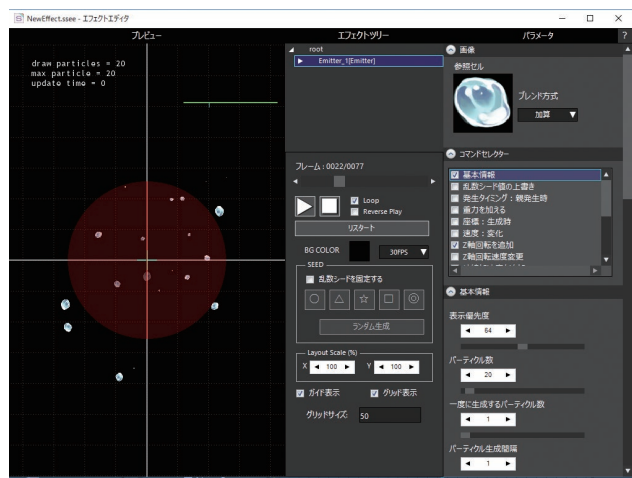 NewEffect.ssee - エフェクトエディタ
プレビュー
エフェクトツリー
パラメータ
?
draw particles = 20
max particle = 20
update time = 0
root
Emitter_1[Emitter]
フレーム : 0022/0077
Loop
Reverse Play
リスタート
BG COLOR
30FPS
SEED
乱数シードを固定する
ランダム生成
Layout Scale (%)
X 100 Y 100
ガイド表示 グリッド表示
グリッドサイズ: 50
画像
参照セル
ブレンド方式
加算
コマンドセレクター
基本情報
乱数シード値の上書き
発生タイミング : 親発生時
重力を加える
座標 : 生成時
速度 : 変化
Z軸回転を追加
Z軸回転速度変更
基本情報
表示優先度
64
パーティクル数
20
一度に生成するパーティクル数
1
パーティクル生成間隔
1